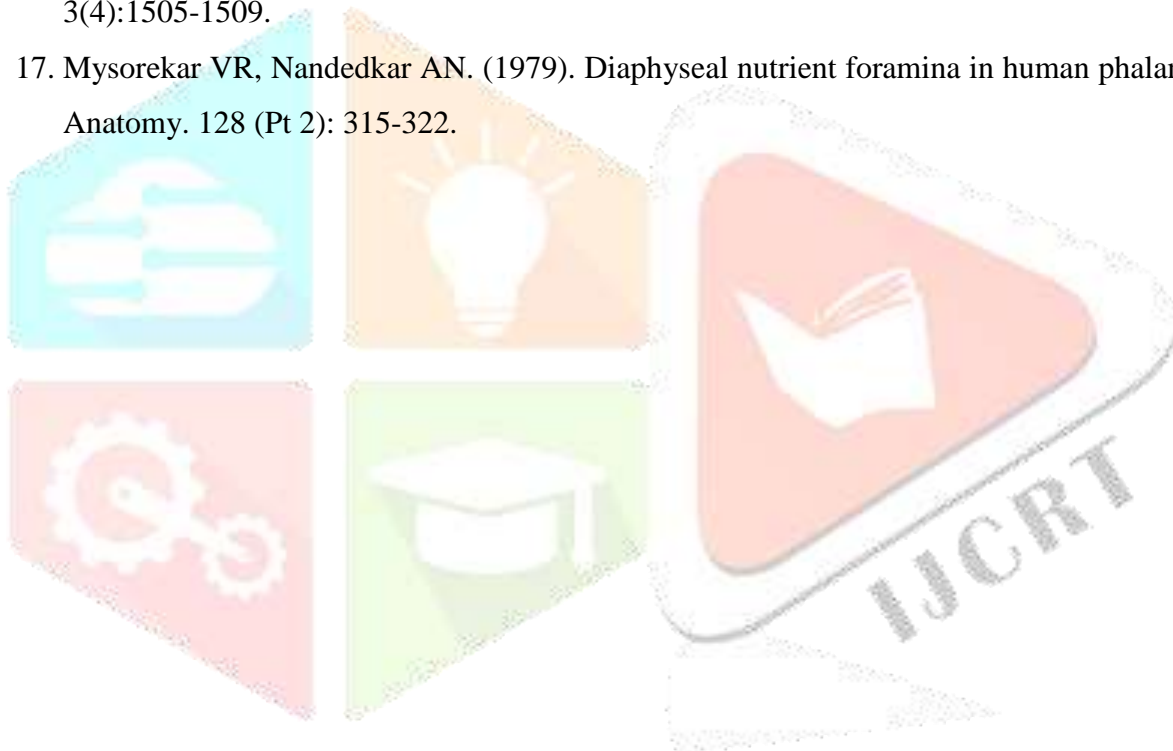 3(4):1505-1509.
17. Mysorekar VR, Nandedkar AN. (1979). Diaphyseal nutrient foramina in human
Anatomy. 128 (Pt 2): 315-322.
IJCRT